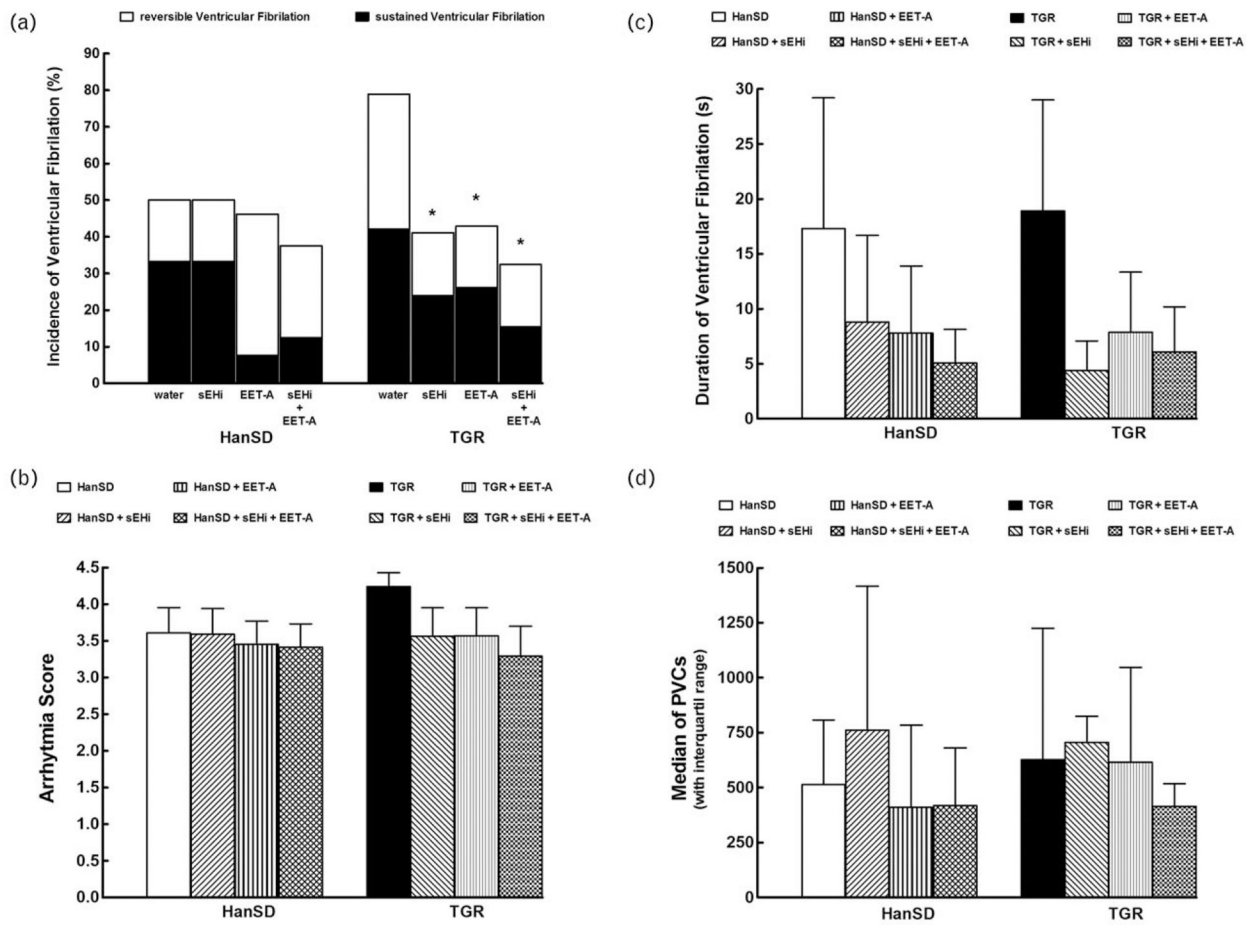 (a)
reversible Ventricular Fibrilation sustained Ventricular Fibrilation
Incidence of Ventricular Fibrilation (%)
90
80
70
60
50
40
30
20
10
0
* * *
water sEHi EET-A sEHi + EET-A water sEHi EET-A sEHi + EET-A
HanSD TGR
(b)
HanSD HanSD + EET-A TGR TGR + EET-A
HanSD + sEHi HanSD + sEHi + EET-A TGR + sEHi TGR + sEHi + EET-A
Arrhytmia Score
4.5
4.0
3.5
3.0
2.5
2.0
1.5
1.0
0.5
0.0
HanSD TGR
(c)
HanSD HanSD + EET-A TGR TGR + EET-A
HanSD + sEHi HanSD + sEHi + EET-A TGR + sEHi TGR + sEHi + EET-A
Duration of Ventricular Fibrilation (s)
30
25
20
15
10
5
0
HanSD TGR
(d)
HanSD HanSD + EET-A TGR TGR + EET-A
HanSD + sEHi HanSD + sEHi + EET-A TGR + sEHi TGR + sEHi + EET-A
Median of PVCs
(with interquartil range)
1500
1250
1000
750
500
250
0
HanSD TGR